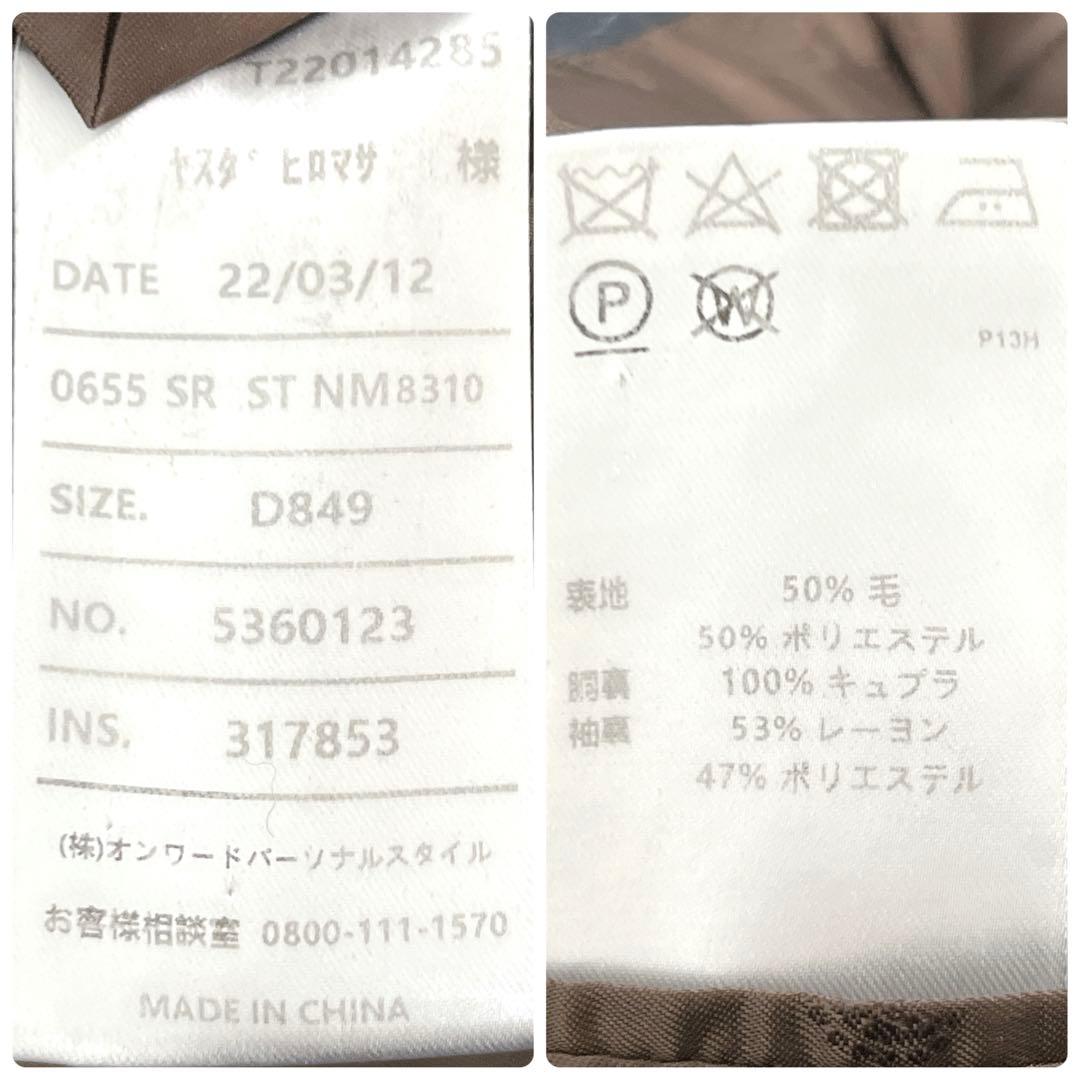 T22014285
ヤスダ ヒロマサ 様
DATE 22/03/12
0655 SR ST NM8310
SIZE. D849
NO. 5360123
INS. 317853
(株)オンワードパーソナルスタイル
お客様相談室 0800-111-1570
MADE IN CHINA
P W
P13H
表地 50% 毛
50% ポリエステル
胴裏 100% キュプラ
袖裏 53% レーヨン
47% ポリエステル